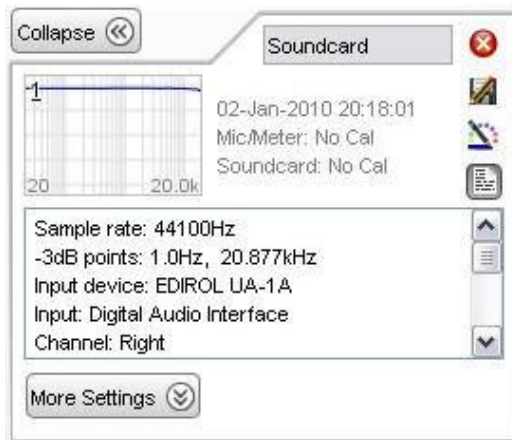 Collapse
Soundcard
1
02-Jan-2010 20:18:01
Mic/Meter: No Cal
Soundcard: No Cal
20 20.0k
Sample rate: 44100Hz
-3dB points: 1.0Hz, 20.877kHz
Input device: EDIROL UA-1A
Input: Digital Audio Interface
Channel: Right
More Settings